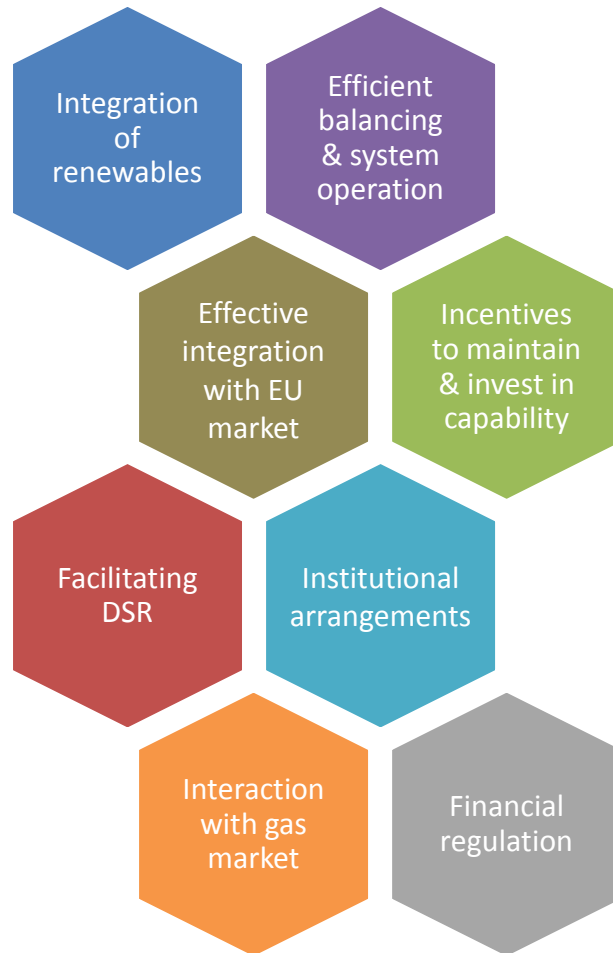 Integration
of
renewables
Efficient
balancing
& system
operation
Effective
integration
with EU
market
Incentives
to maintain
& invest in
capability
Facilitating
DSR
Institutional
arrangements
Interaction
with gas
market
Financial
regulation